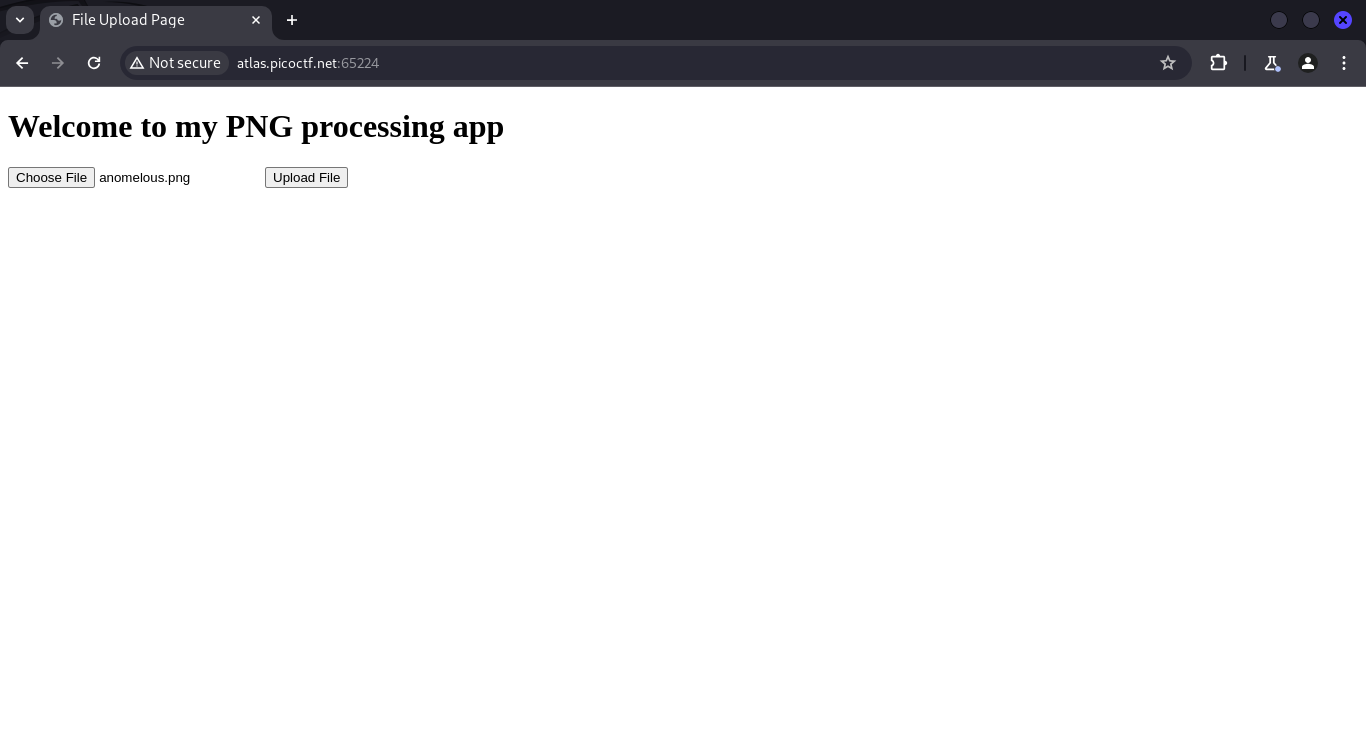 File Upload Page
Not secure atlas.picoctf.net:65224
Welcome to my PNG processing app
Choose File anomelous.png Upload File